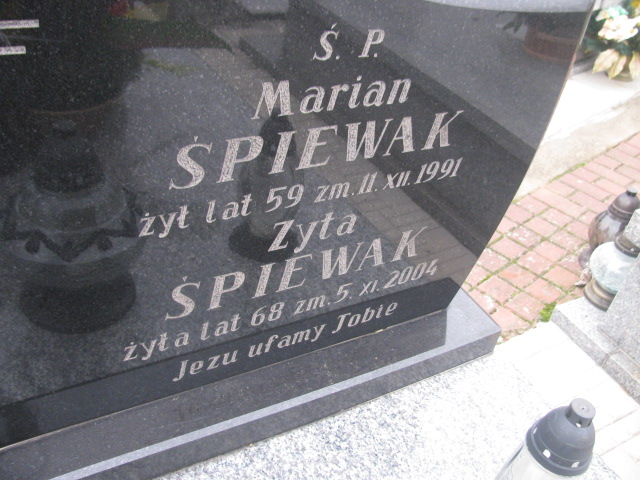 Ś. P.
Marian
ŚPIEWAK
żył lat 59 zm. 11. XII. 1991
Zyta
ŚPIEWAK
żyła lat 68 zm. 5. XI. 2004
Jezu ufamy Tobie